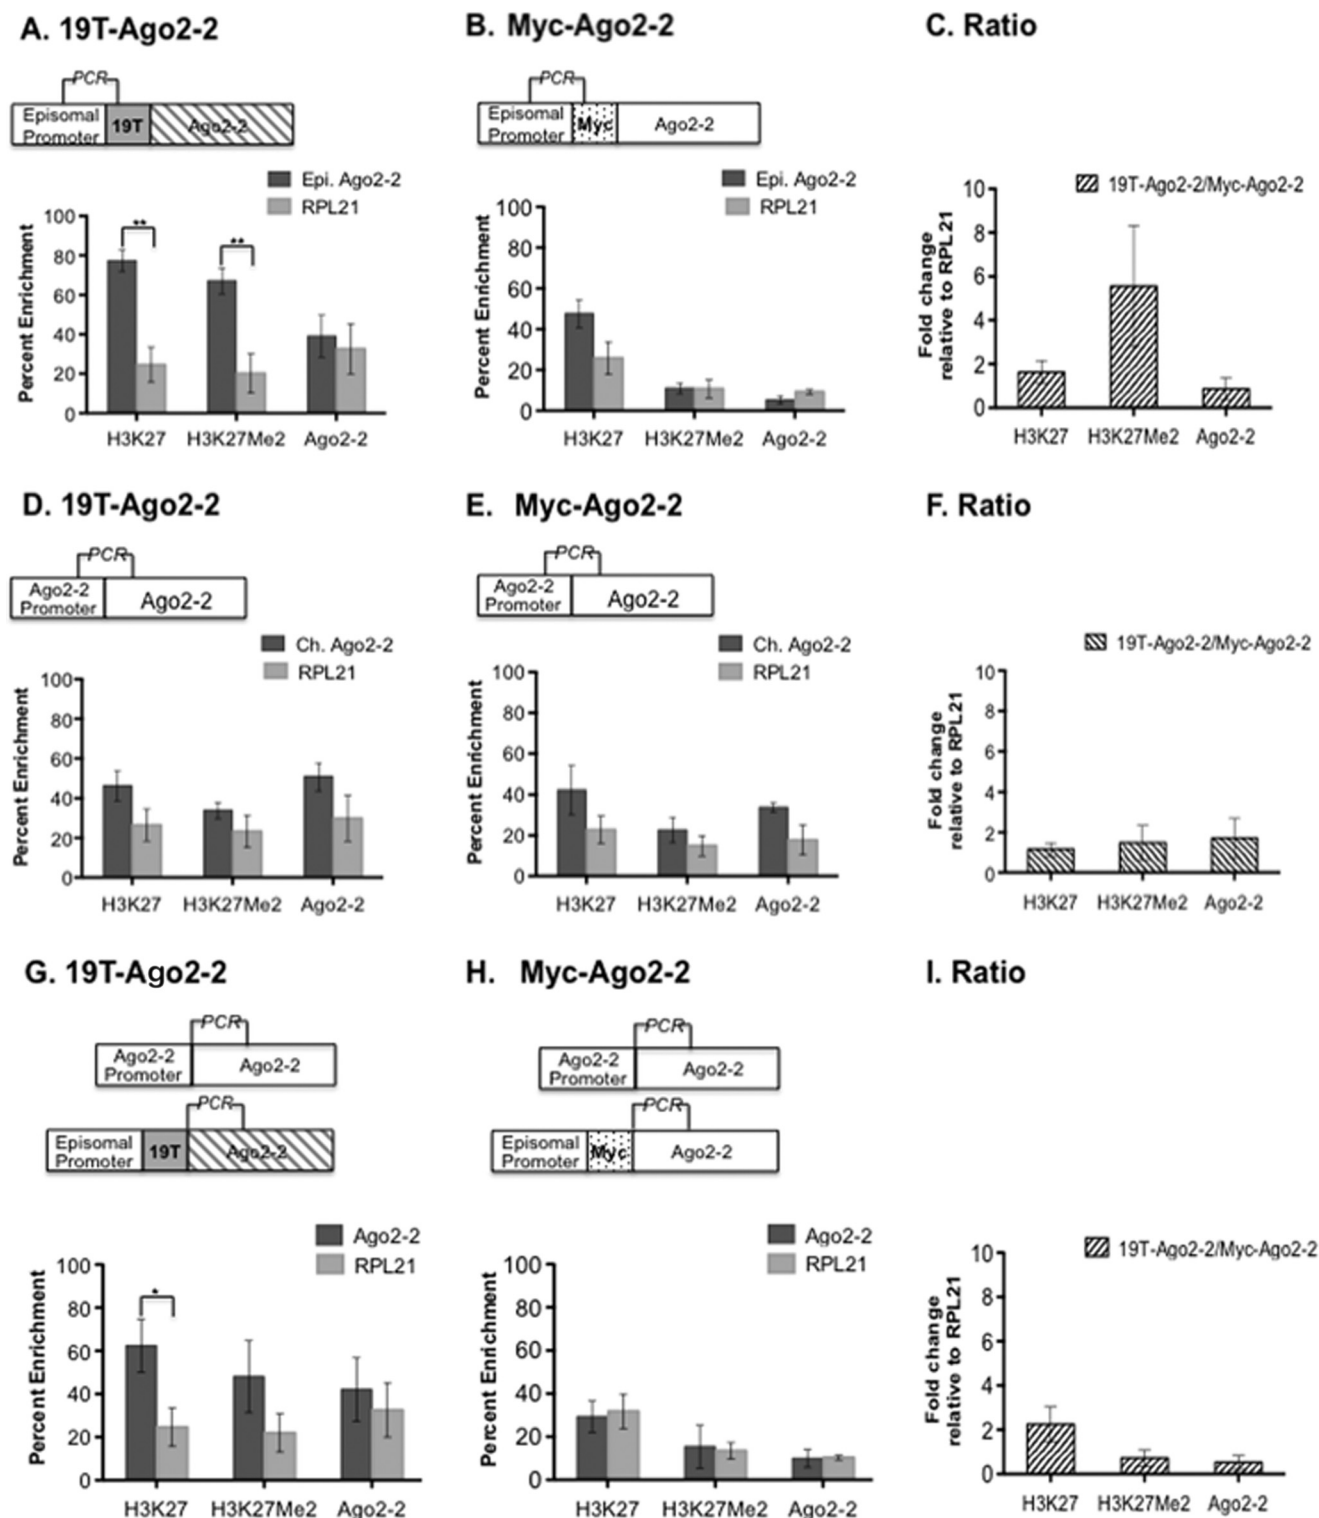 A. 19T-Ago2-2
PCR
Episomal
Promoter
19T
Ago2-2
Epi. Ago2-2
RPL21
Percent Enrichment
100
80
60
40
20
0
**
**
H3K27
H3K27Me2
Ago2-2
B. Myc-Ago2-2
PCR
Episomal
Promoter
Myc
Ago2-2
Epi. Ago2-2
RPL21
Percent Enrichment
100
80
60
40
20
0
H3K27
H3K27Me2
Ago2-2
C. Ratio
19T-Ago2-2/Myc-Ago2-2
Fold change
relative to RPL21
10
8
6
4
2
0
H3K27
H3K27Me2
Ago2-2
D. 19T-Ago2-2
PCR
Ago2-2
Promoter
Ago2-2
Ch. Ago2-2
RPL21
Percent Enrichment
100
80
60
40
20
0
H3K27
H3K27Me2
Ago2-2
E. Myc-Ago2-2
PCR
Ago2-2
Promoter
Ago2-2
Ch. Ago2-2
RPL21
Percent Enrichment
100
80
60
40
20
0
H3K27
H3K27Me2
Ago2-2
F. Ratio
19T-Ago2-2/Myc-Ago2-2
Fold change
relative to RPL21
10
8
6
4
2
0
H3K27
H3K27Me2
Ago2-2
G. 19T-Ago2-2
PCR
Ago2-2
Promoter
Ago2-2
PCR
Episomal
Promoter
19T
Ago2-2
Ago2-2
RPL21
Percent Enrichment
100
80
60
40
20
0
*
H3K27
H3K27Me2
Ago2-2
H. Myc-Ago2-2
PCR
Ago2-2
Promoter
Ago2-2
PCR
Episomal
Promoter
Myc
Ago2-2
Ago2-2
RPL21
Percent Enrichment
100
80
60
40
20
0
H3K27
H3K27Me2
Ago2-2
I. Ratio
19T-Ago2-2/Myc-Ago2-2
Fold change
relative to RPL21
10
8
6
4
2
0
H3K27
H3K27Me2
Ago2-2